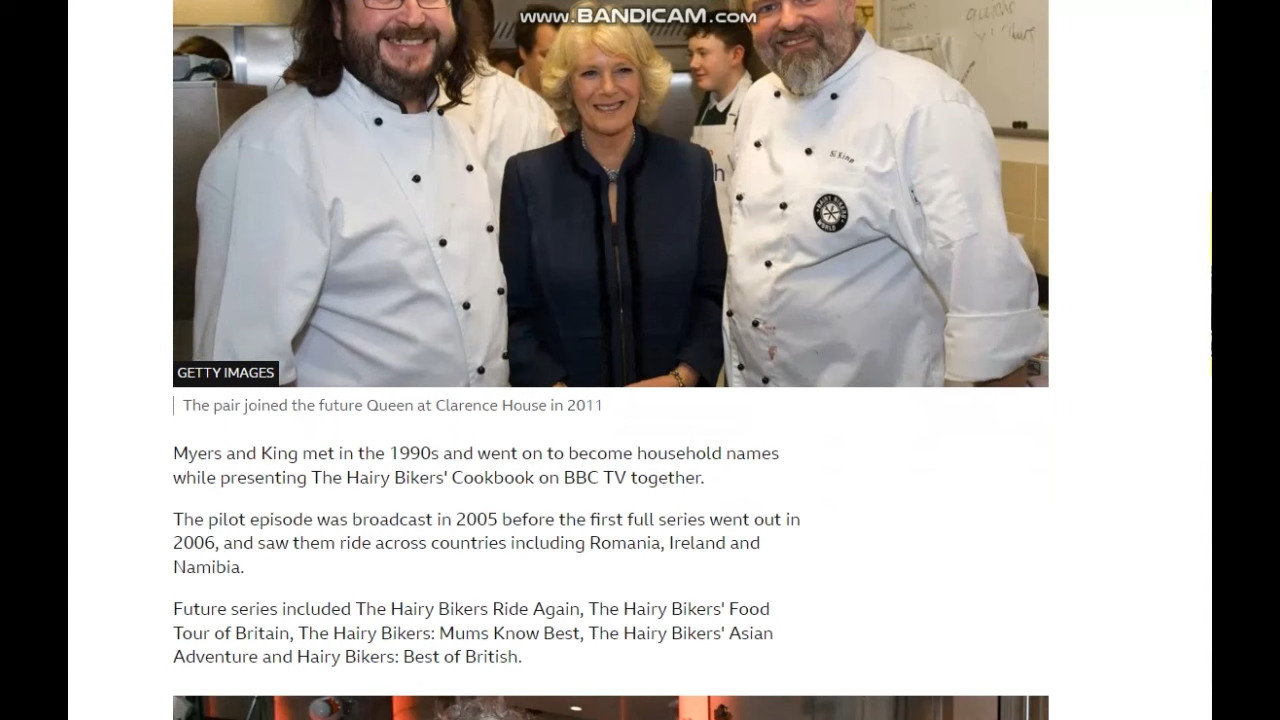 www.BANDICAM.com
Si King
GETTY IMAGES
The pair joined the future Queen at Clarence House in 2011
Myers and King met in the 1990s and went on to become household names
while presenting The Hairy Bikers' Cookbook on BBC TV together.
The pilot episode was broadcast in 2005 before the first full series went out in
2006, and saw them ride across countries including Romania, Ireland and
Namibia.
Future series included The Hairy Bikers Ride Again, The Hairy Bikers' Food
Tour of Britain, The Hairy Bikers: Mums Know Best, The Hairy Bikers' Asian
Adventure and Hairy Bikers: Best of British.